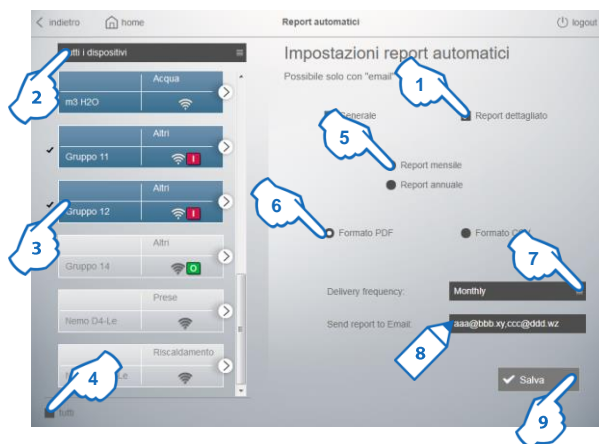 indietro
home
Report automatici
logout
Tutti i dispositivi
Impostazioni report automatici
Possibile solo con "email"
1
2
Acqua
m3 H2O
Generale
Report dettagliato
5
Altri
Gruppo 11
Report mensile
Report annuale
Altri
Gruppo 12
6
3
Formato PDF
Formato
7
Altri
Gruppo 14
Prese
Nemo D4-Le
Delivery frequency:
Monthly
Send report to Email:
aaa@bbb.xy,ccc@ddd.wz
8
Riscaldamento
4
Salva
9
tutti